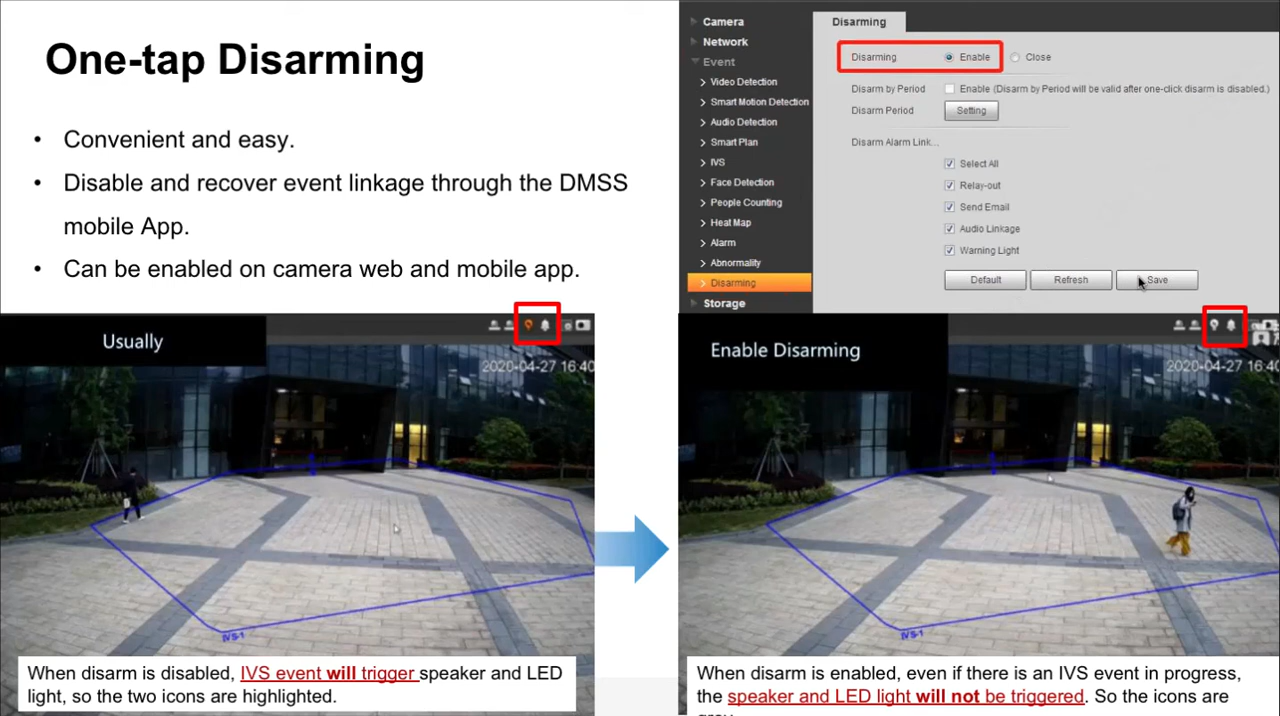 One-tap Disarming
• Convenient and easy.
• Disable and recover event linkage through the DMSS
mobile App.
• Can be enabled on camera web and mobile app.
Camera
Network
Event
Video Detection
Smart Motion Detection
Audio Detection
Smart Plan
IVS
Face Detection
People Counting
Heat Map
Alarm
Abnormality
Disarming
Storage
Disarming
Disarming Enable Close
Disarm by Period Enable (Disarm by Period will be valid after one-click disarm is disabled.)
Disarm Period Setting
Disarm Alarm Link...
Select All
Relay-out
Send Email
Audio Linkage
Warning Light
Default Refresh Save
Usually
2020-04-27 16:40
IVS-1
When disarm is disabled, IVS event will trigger speaker and LED
light, so the two icons are highlighted.
Enable Disarming
2020-04-27 16:40
IVS-1
When disarm is enabled, even if there is an IVS event in progress,
the speaker and LED light will not be triggered. So the icons are